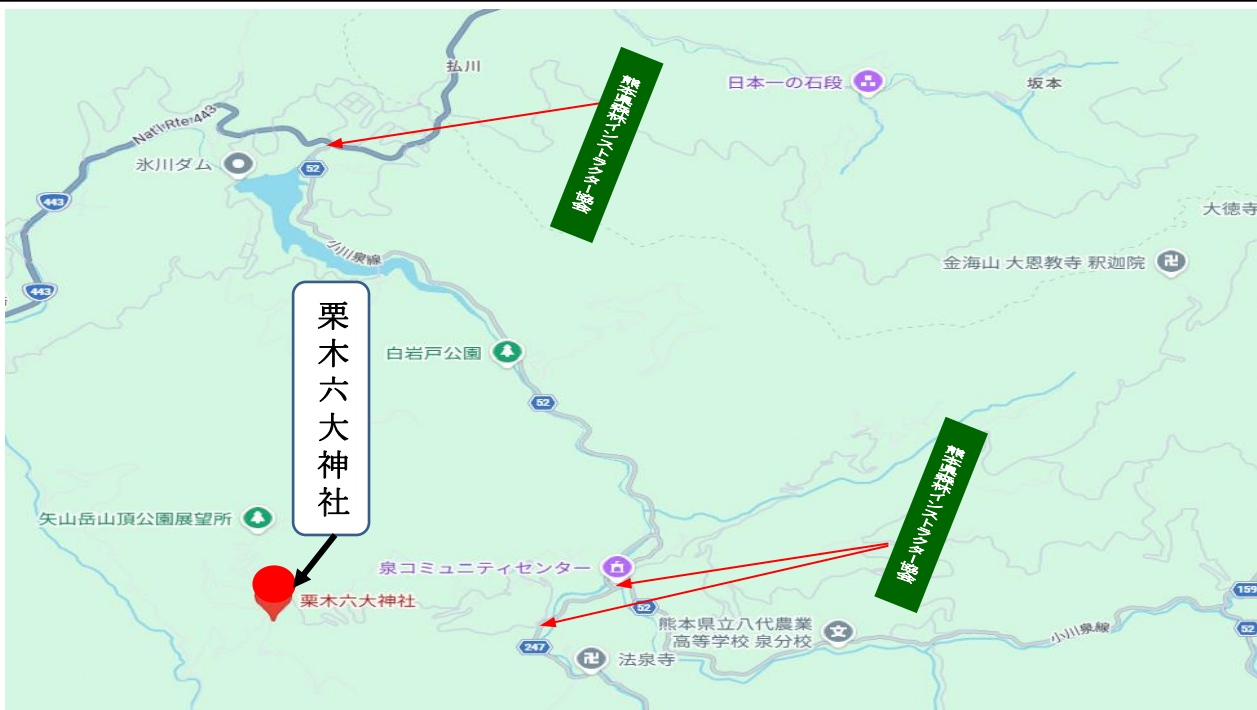 払川
熊本県森林インストラクター協会
日本一の石段
坂本
Nat'l Rte 443
氷川ダム
52
443
大徳寺
小川泉線
金海山 大恩教寺 釈迦院
443
栗木六大神社
白岩戸公園
52
熊本県森林インストラクター協会
矢山岳山頂公園展望所
泉コミュニティセンター
栗木六大神社
52
熊本県立八代農業
高等学校 泉分校
159
小川泉線
52
247
法泉寺